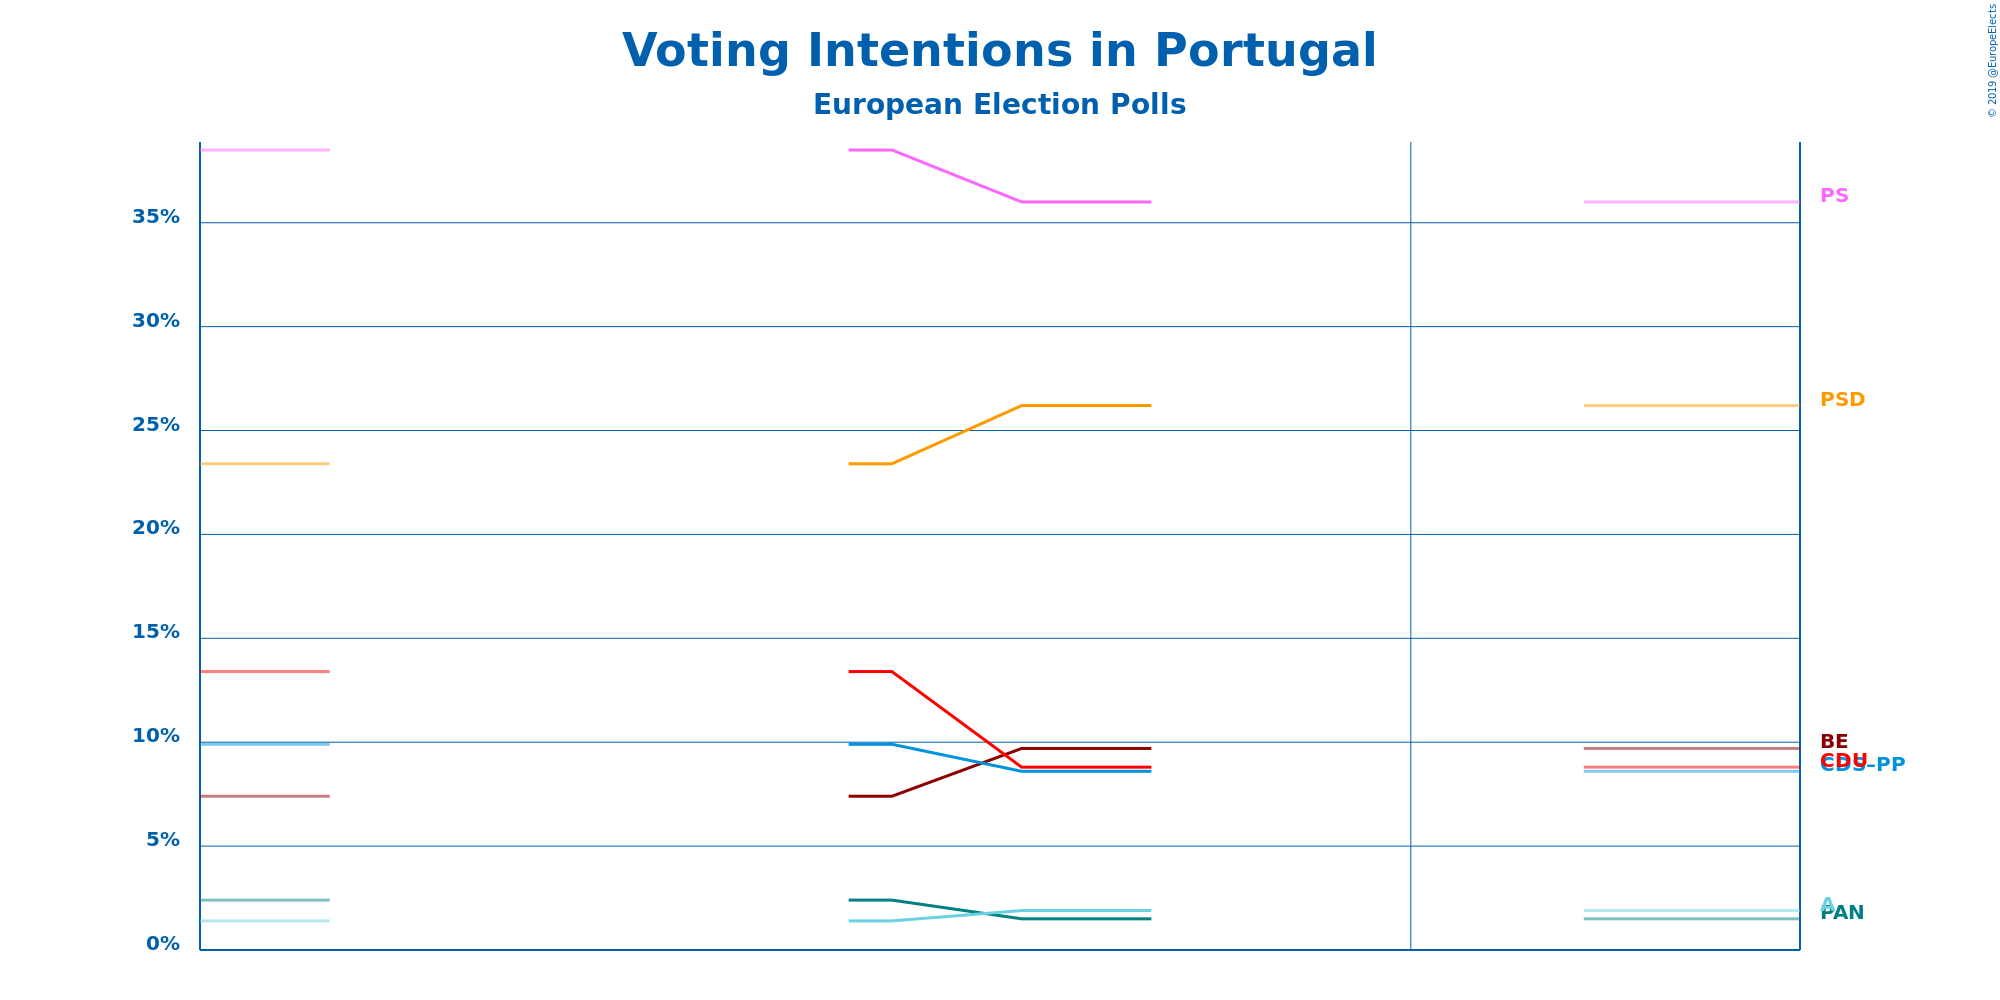 Voting Intentions in Portugal
European Election Polls
© 2019 @EuropeElects
35%
30%
25%
20%
15%
10%
5%
0%
PS
PSD
BE
CDU
CDS–PP
A
PAN